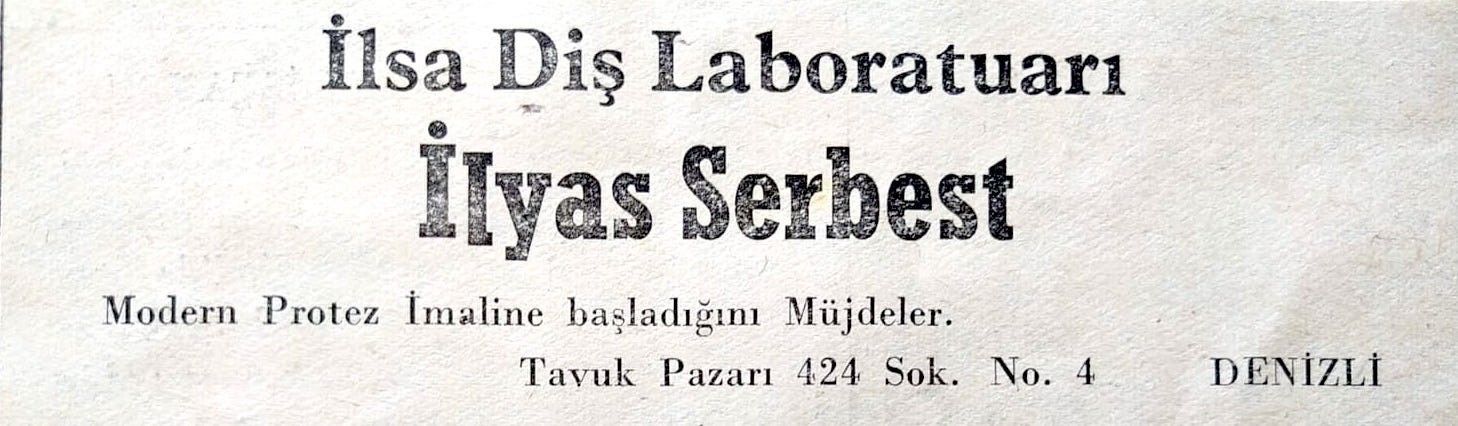 İlsa Diş Laboratuarı
İlyas Serbest
Modern Protez İmaline başladığını Müjdeler.
Tavuk Pazarı 424 Sok. No. 4 DENİZLİ